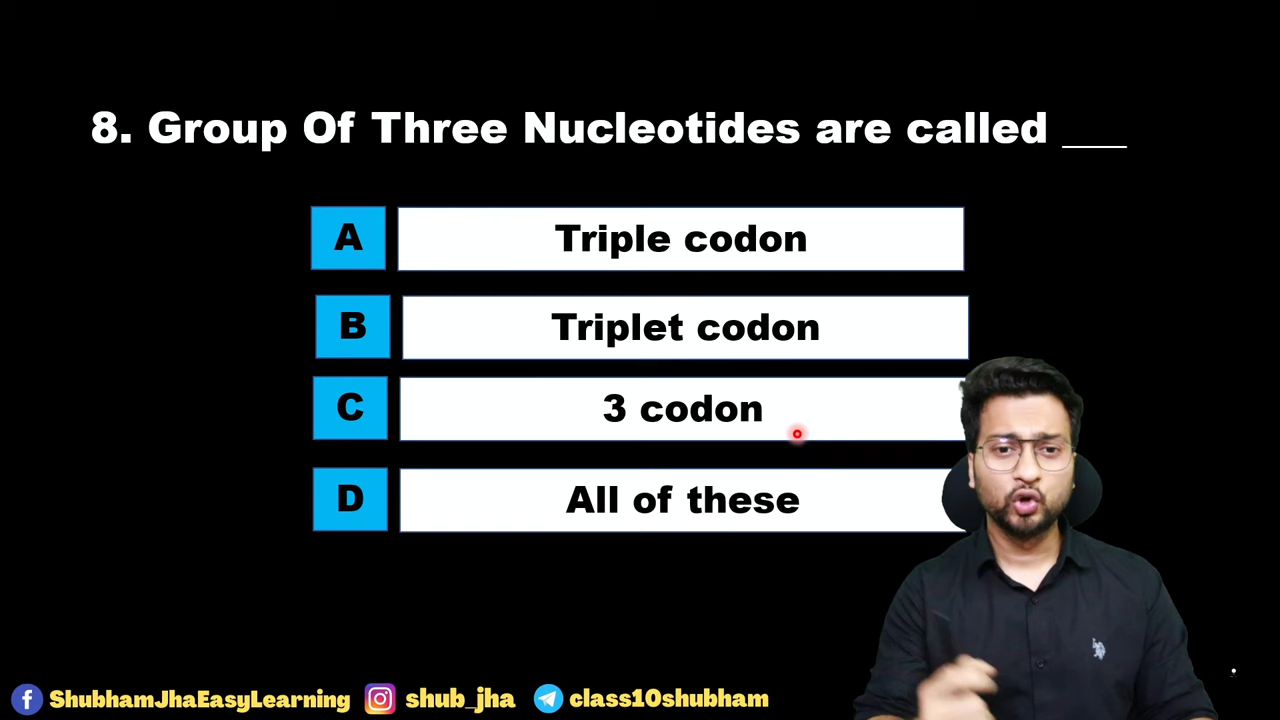 8. Group Of Three Nucleotides are called ___
A Triple codon
B Triplet codon
C 3 codon
D All of these
ShubhamJhaEasyLearning shub_jha class10shubham